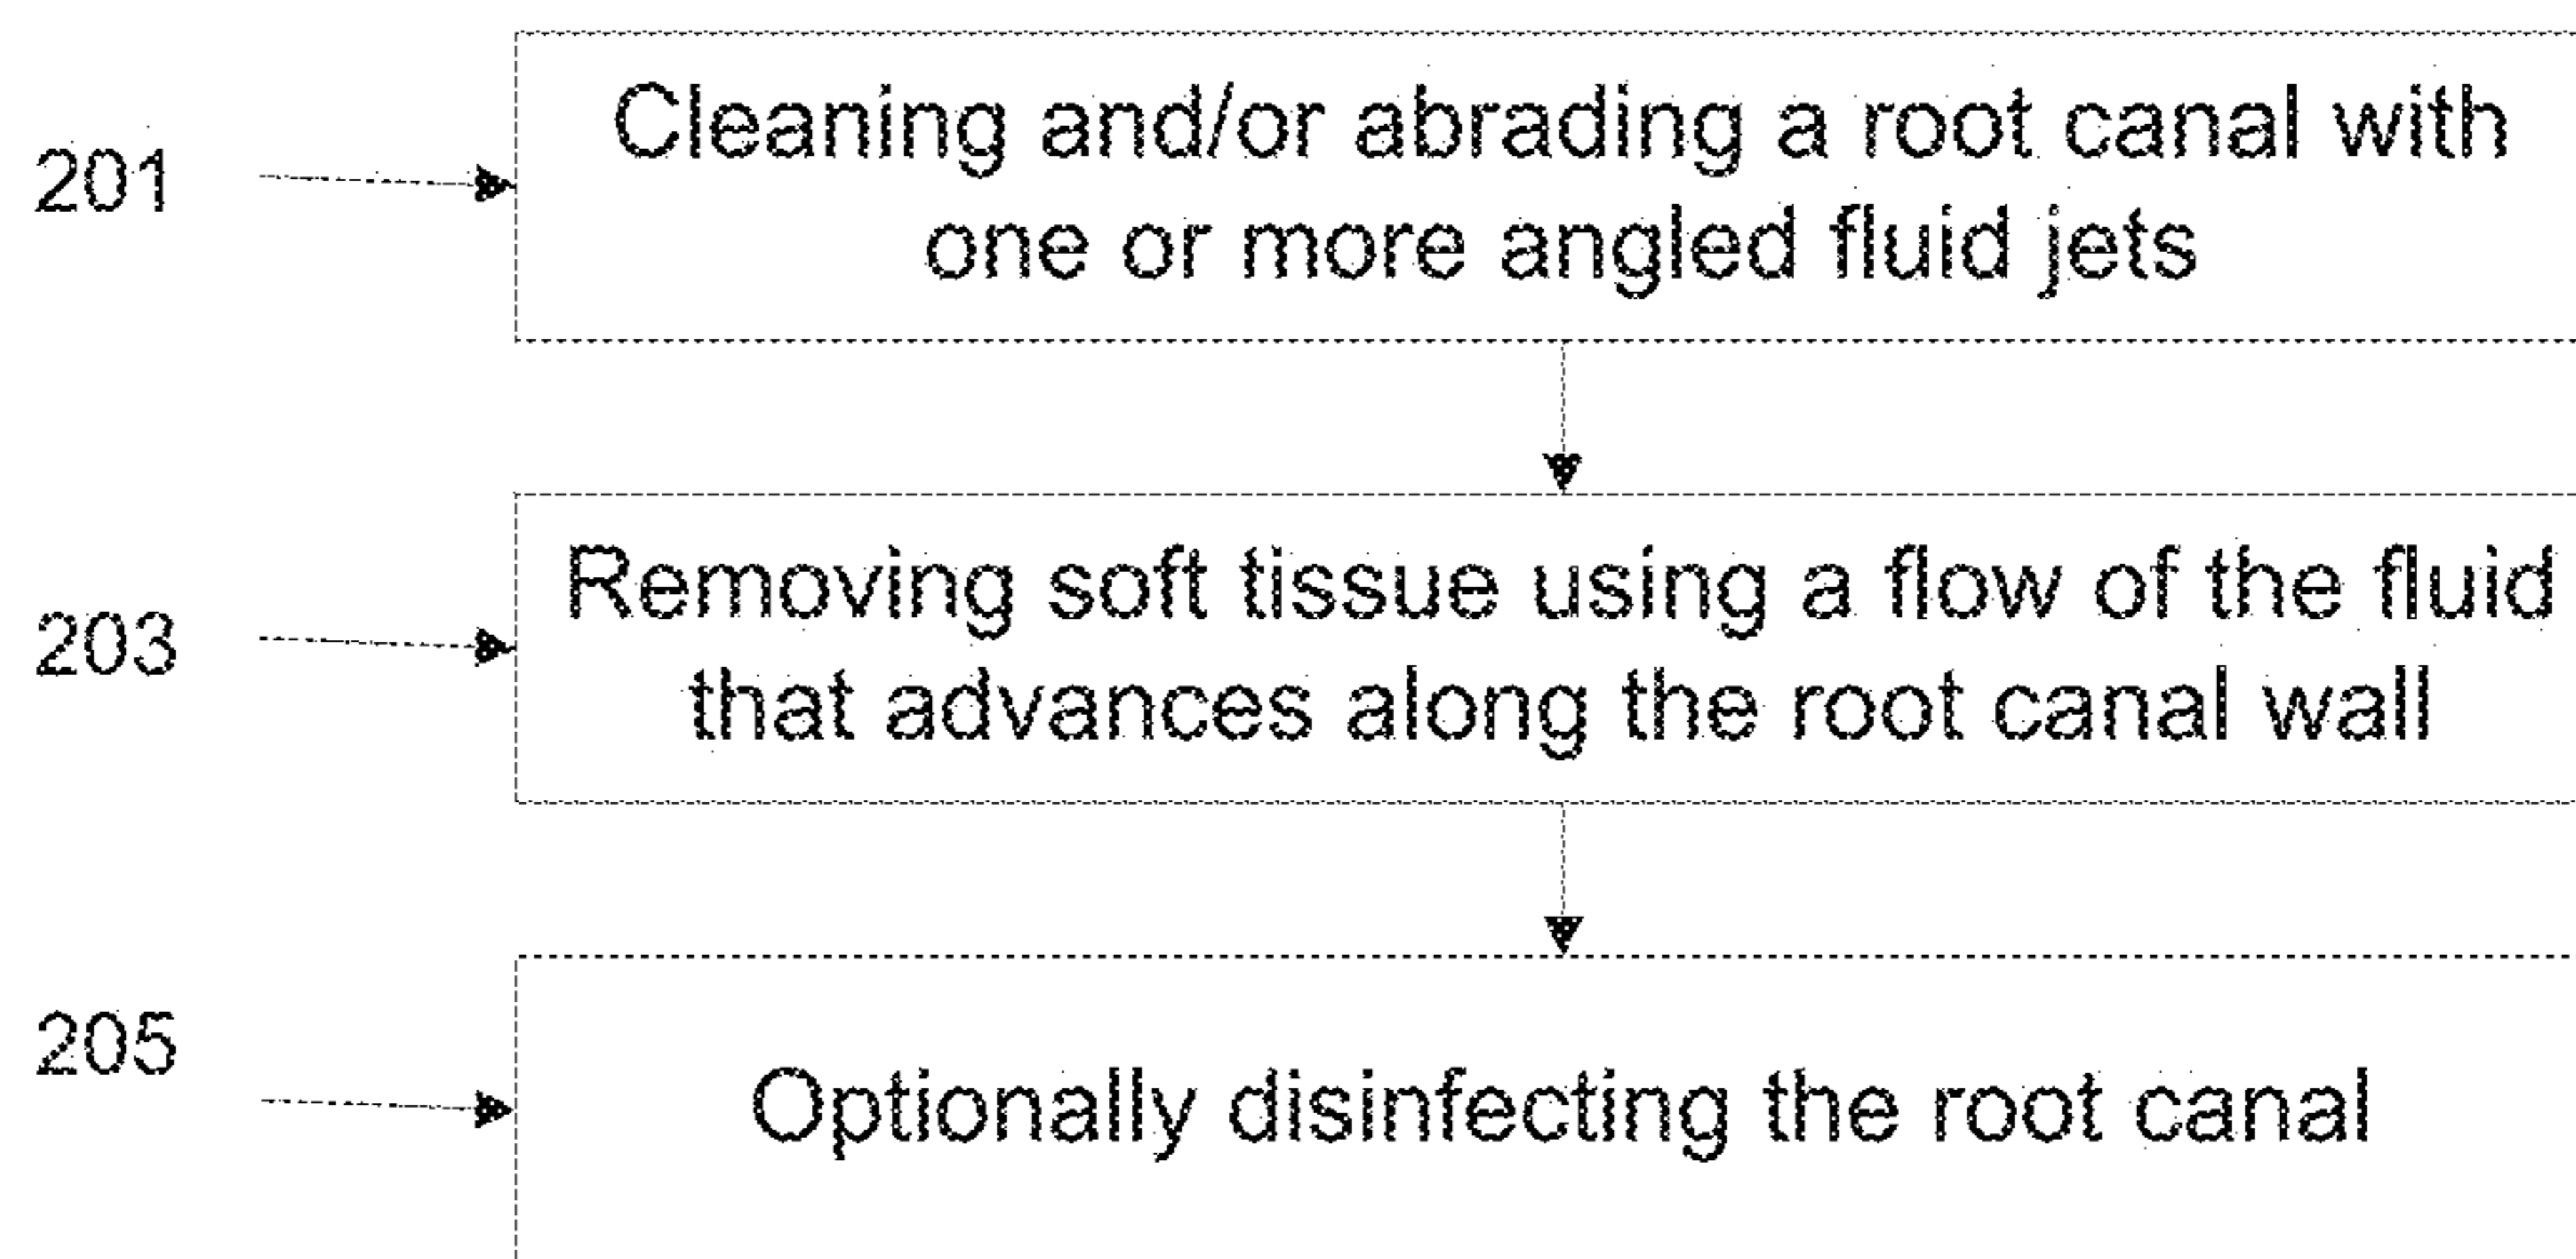 201
Cleaning and/or abrading a root canal with
one or more angled fluid jets
203
Removing soft tissue using a flow of the fluid
that advances along the root canal wall
205
Optionally disinfecting the root canal